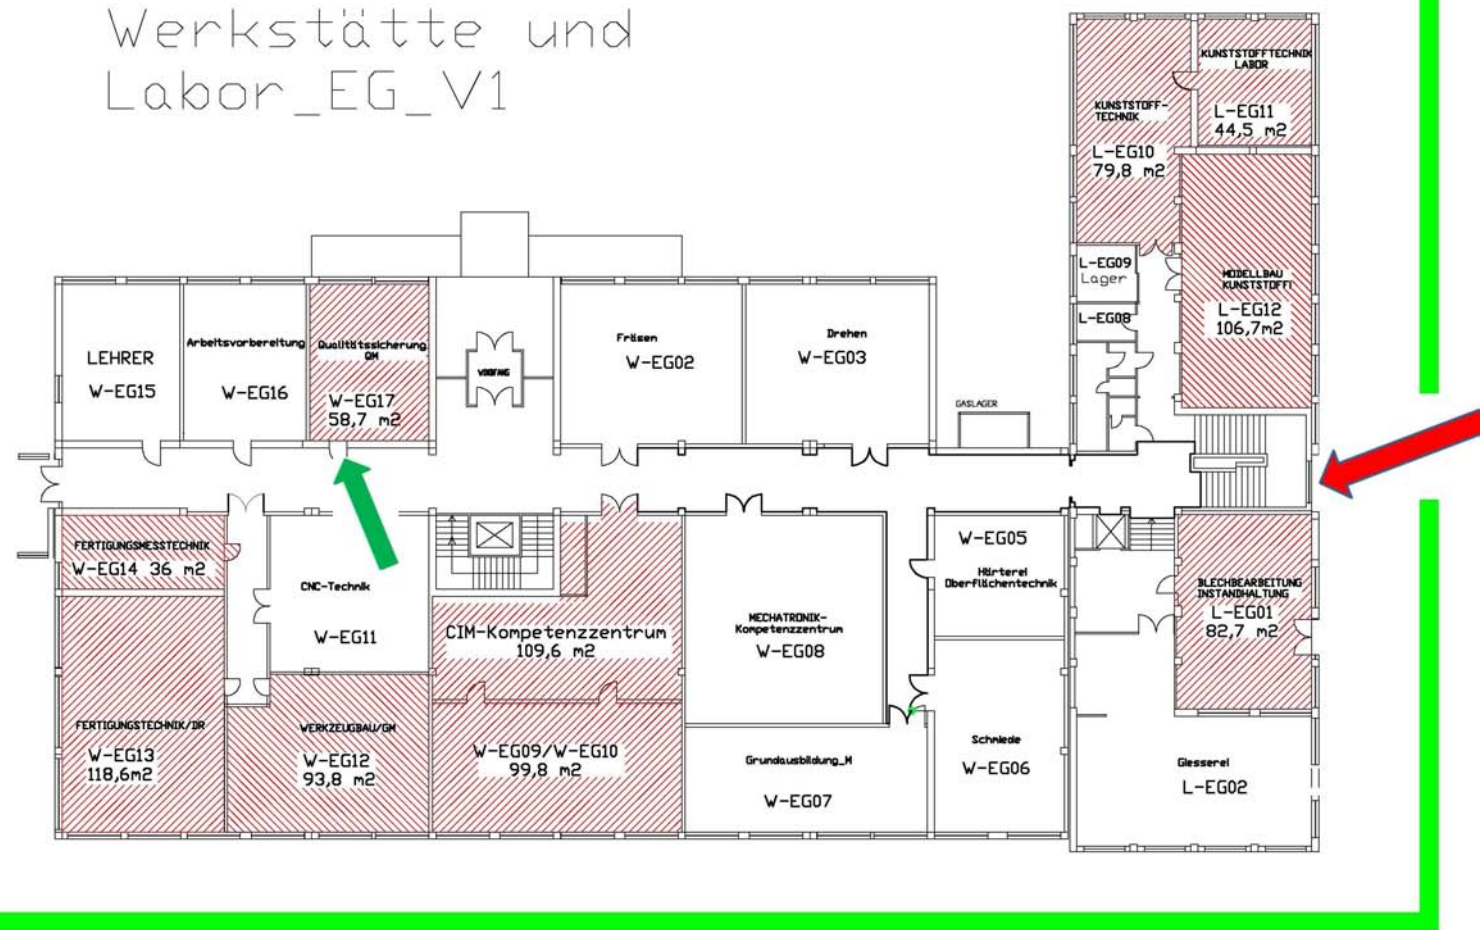 Werkstätte und
Labor_EG_V1
KUNSTSTOFFTECHNIK
LABOR
L-EG11
44,5 m2
KUNSTSTOFF-
TECHNIK
L-EG10
79,8 m2
L-EG09
Lager
L-EG08
MODELLBAU
KUNSTSTOFF1
L-EG12
106,7m2
LEHRER
W-EG15
Arbeitsvorbereitung
W-EG16
Qualitätssicherung
QM
W-EG17
58,7 m2
VORFANG
Fräsen
W-EG02
Drehen
W-EG03
GASLAGER
FERTIGUNGSMESSTECHNIK
W-EG14 36 m2
CNC-Technik
W-EG11
CIM-Kompetenzzentrum
109,6 m2
MECHATRONIK-
Kompetenzzentrum
W-EG08
W-EG05
Härterei
Oberflächentechnik
BLECHBEARBEITUNG
INSTANDHALTUNG
L-EG01
82,7 m2
FERTIGUNGSTECHNIK/DR
W-EG13
118,6m2
WERKZEUGBAU/GM
W-EG12
93,8 m2
W-EG09/W-EG10
99,8 m2
Grundausbildung_M
W-EG07
Schmiede
W-EG06
Giesserei
L-EG02